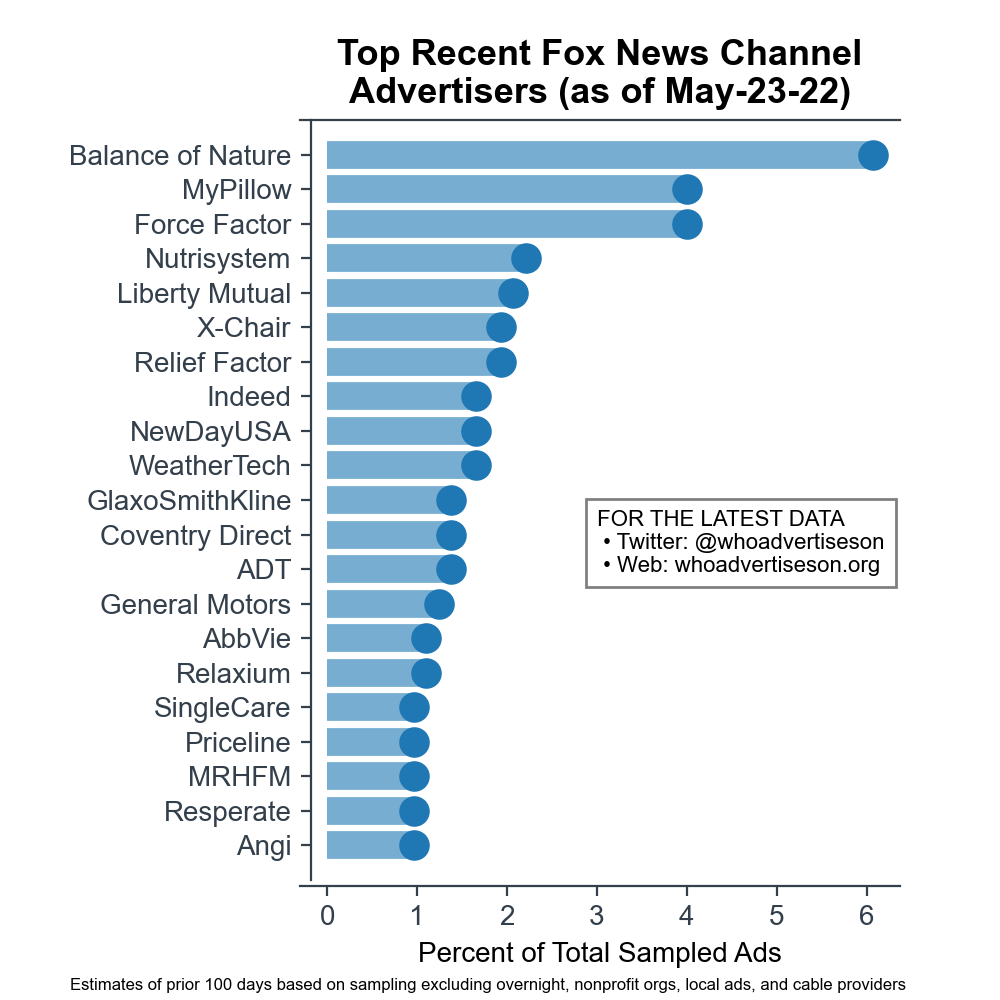 Top Recent Fox News Channel
Advertisers (as of May-23-22)
Balance of Nature
MyPillow
Force Factor
Nutrisystem
Liberty Mutual
X-Chair
Relief Factor
Indeed
NewDayUSA
WeatherTech
GlaxoSmithKline
Coventry Direct
ADT
General Motors
AbbVie
Relaxium
SingleCare
Priceline
MRHFM
Resperate
Angi
FOR THE LATEST DATA
• Twitter: @whoadvertiseson
• Web: whoadvertiseson.org
0 1 2 3 4 5 6
Percent of Total Sampled Ads
Estimates of prior 100 days based on sampling excluding overnight, nonprofit orgs, local ads, and cable providers